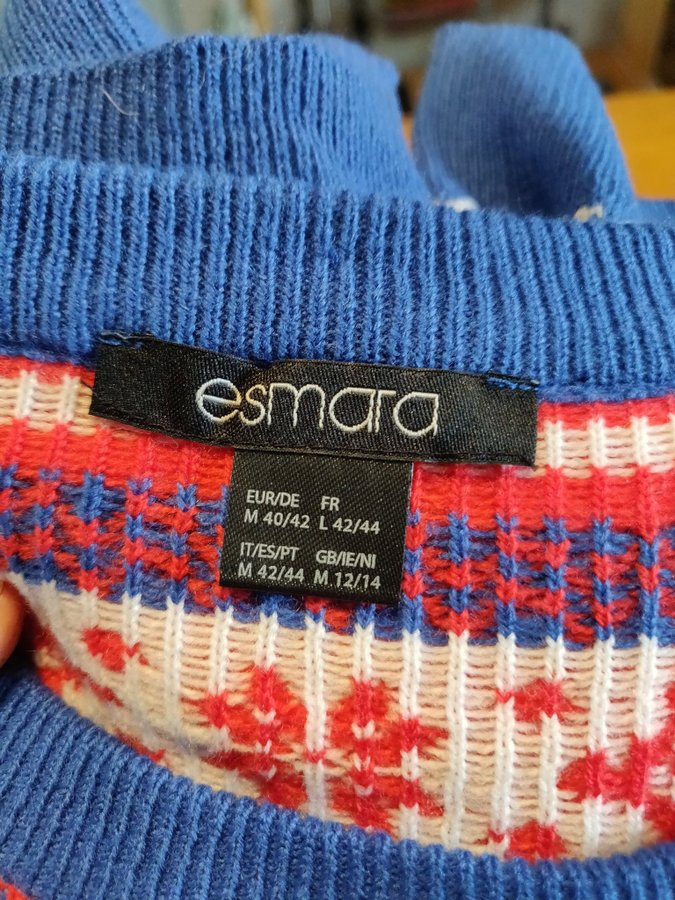 esmara
EUR/DE FR
M 40/42 L 42/44
IT/ES/PT GB/IE/NI
M 42/44 M 12/14